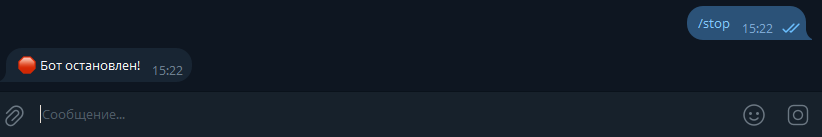 /stop 15:22
🛑 Бот остановлен! 15:22
Сообщение...